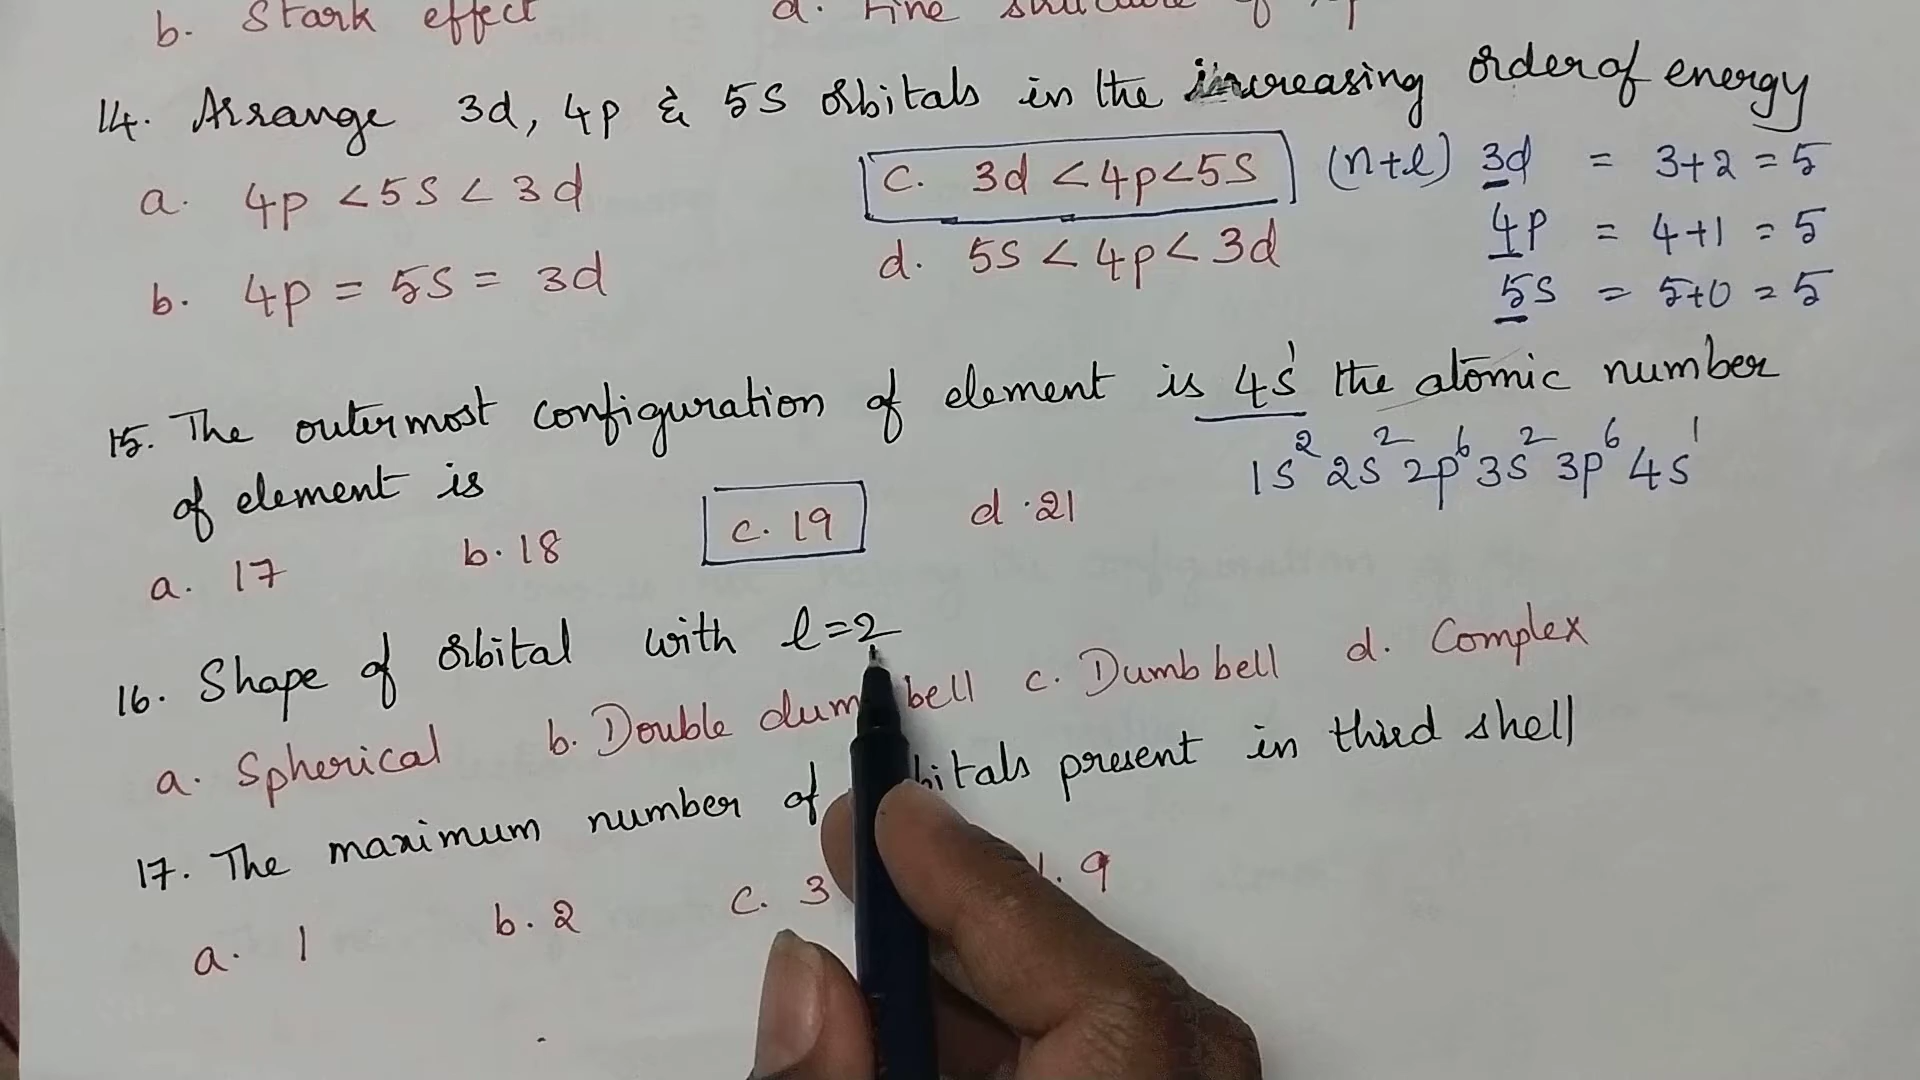 b. Stark effect
d. Fine
14. Arrange 3d, 4p & 5S orbitals in the increasing order of energy
a. 4p < 5S < 3d
c. 3d < 4p < 5S
b. 4p = 5S = 3d
d. 5S < 4p < 3d
(n+l) 3d = 3+2 = 5
4p = 4+1 = 5
5S = 5+0 = 5
15. The outermost configuration of element is 4s¹ the atomic number
of element is
1s² 2s² 2p⁶ 3s² 3p⁶ 4s¹
a. 17 b. 18 c. 19 d. 21
16. Shape of orbital with l=2
a. Spherical b. Double dum bell c. Dumb bell d. Complex
17. The maximum number of bitals present in third shell
a. 1 b. 2 c. 3 . 9